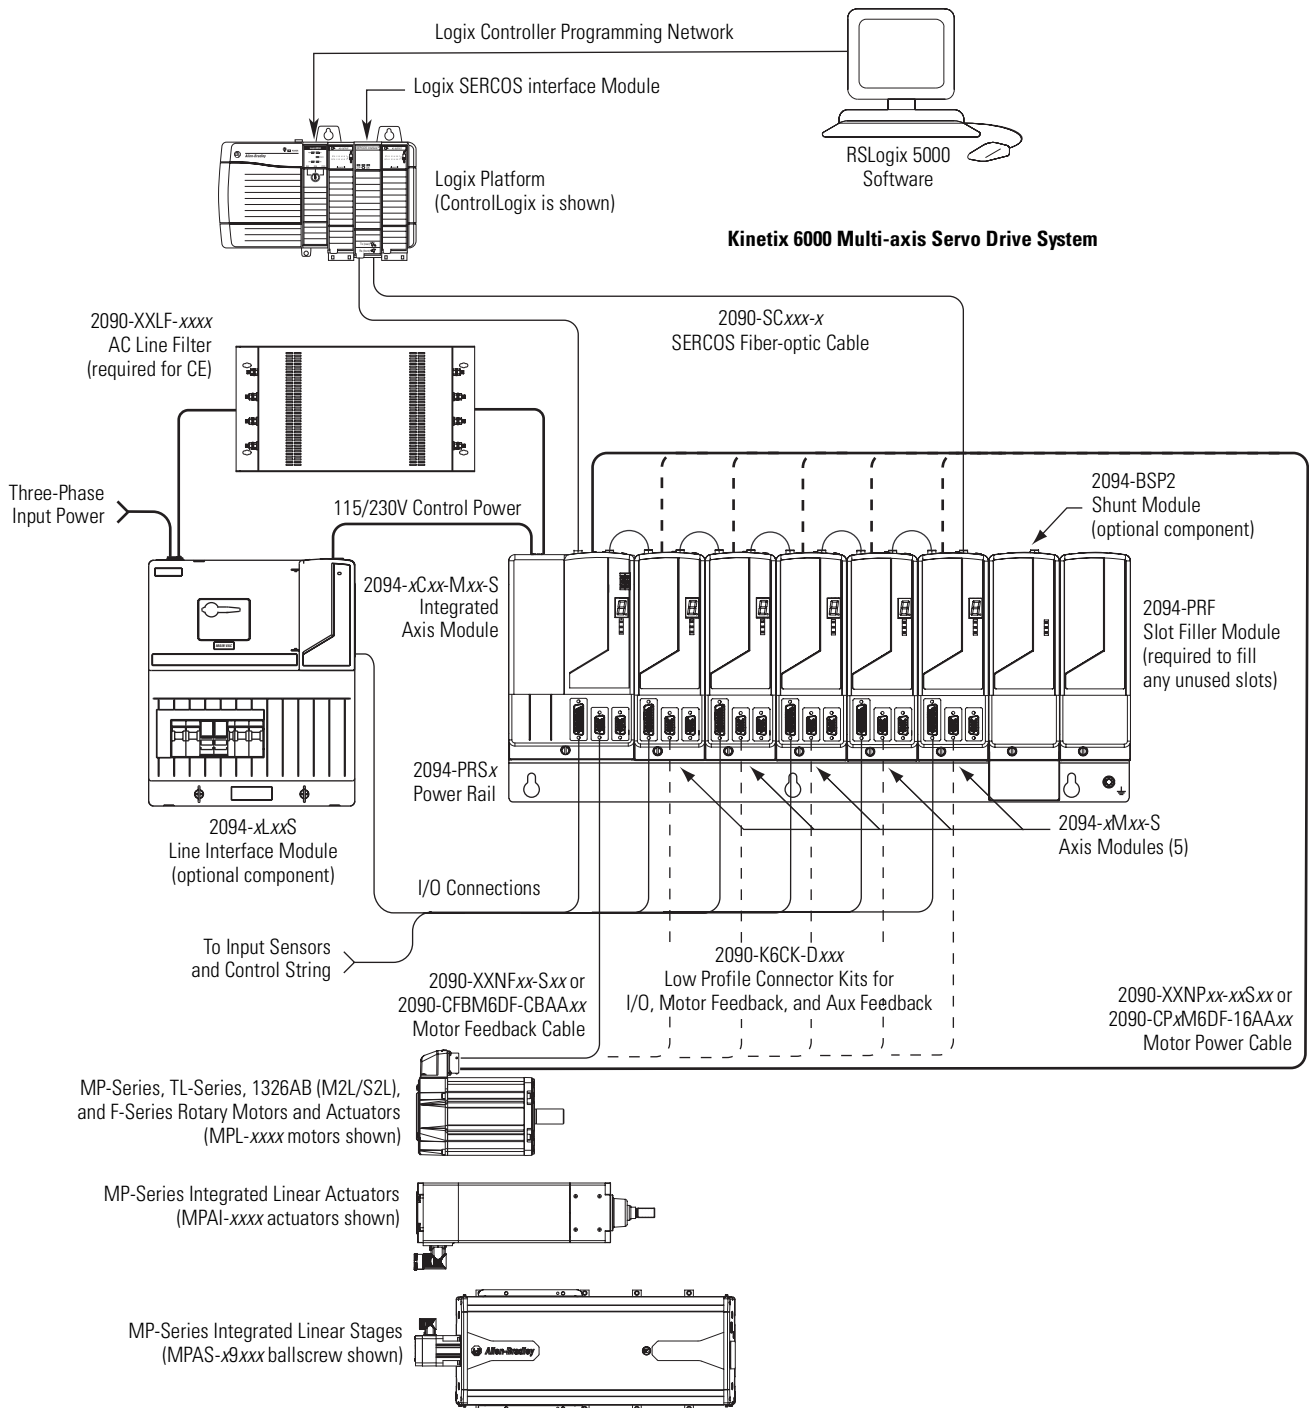 Logix Controller Programming Network
Logix SERCOS interface Module
RSLogix 5000
Software
Logix Platform
(ControlLogix is shown)
Kinetix 6000 Multi-axis Servo Drive System
2090-XXLF-xxxx
AC Line Filter
(required for CE)
2090-SCxxx-x
SERCOS Fiber-optic Cable
Three-Phase
Input Power
115/230V Control Power
2094-BSP2
Shunt Module
(optional component)
2094-xCxx-Mxx-S
Integrated
Axis Module
2094-PRF
Slot Filler Module
(required to fill
any unused slots)
2094-PRSx
Power Rail
2094-xLxxS
Line Interface Module
(optional component)
2094-xMxx-S
Axis Modules (5)
I/O Connections
To Input Sensors
and Control String
2090-K6CK-Dxxx
Low Profile Connector Kits for
I/O, Motor Feedback, and Aux Feedback
2090-XXNFxx-Sxx or
2090-CFBM6DF-CBAAxx
Motor Feedback Cable
2090-XXNPxx-xxSxx or
2090-CPxM6DF-16AAxx
Motor Power Cable
MP-Series, TL-Series, 1326AB (M2L/S2L),
and F-Series Rotary Motors and Actuators
(MPL-xxxx motors shown)
MP-Series Integrated Linear Actuators
(MPAI-xxxx actuators shown)
MP-Series Integrated Linear Stages
(MPAS-x9xxx ballscrew shown)
Allen-Bradley